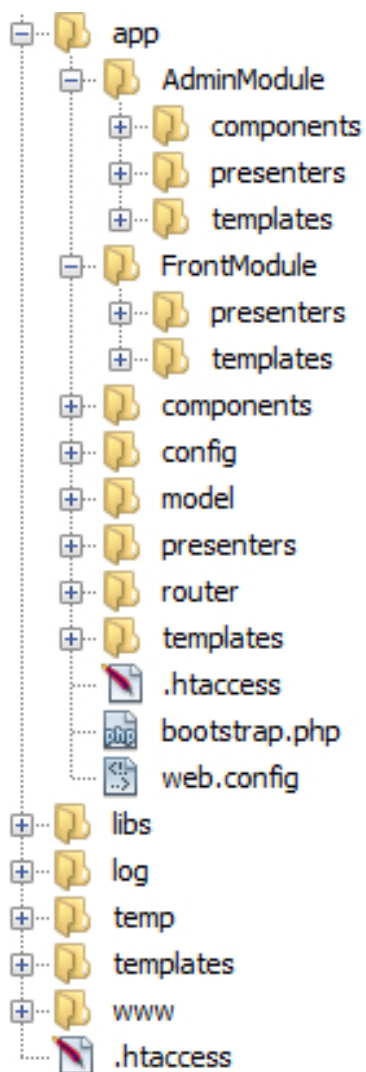 app
AdminModule
components
presenters
templates
FrontModule
presenters
templates
components
config
model
presenters
router
templates
.htaccess
bootstrap.php
web.config
libs
log
temp
templates
www
.htaccess